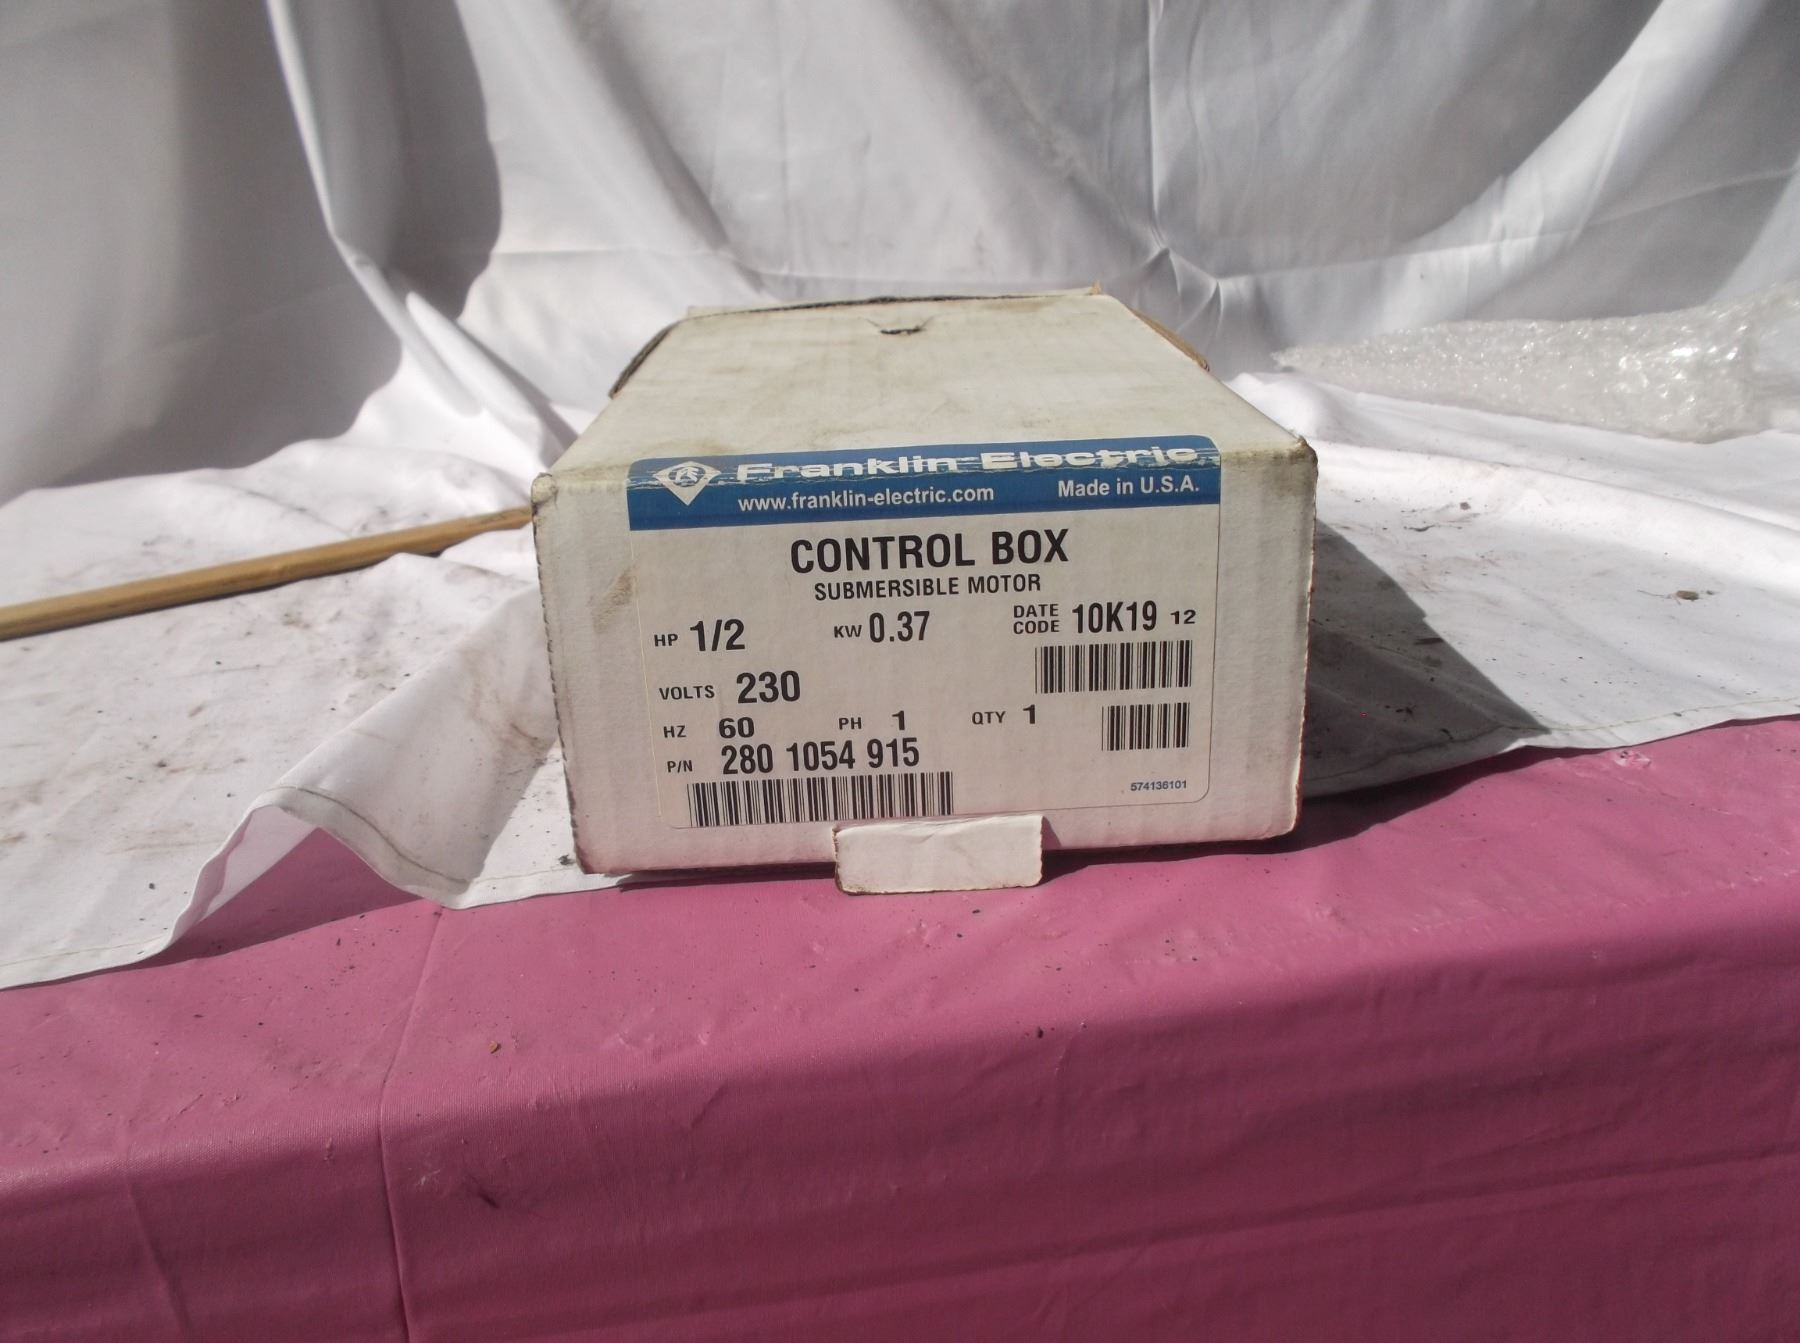 Franklin Electric
www.franklin-electric.com Made in U.S.A.
CONTROL BOX
SUBMERSIBLE MOTOR
HP 1/2 KW 0.37 DATE CODE 10K19 12
VOLTS 230
HZ 60 PH 1 QTY 1
P/N 280 1054 915
574136101